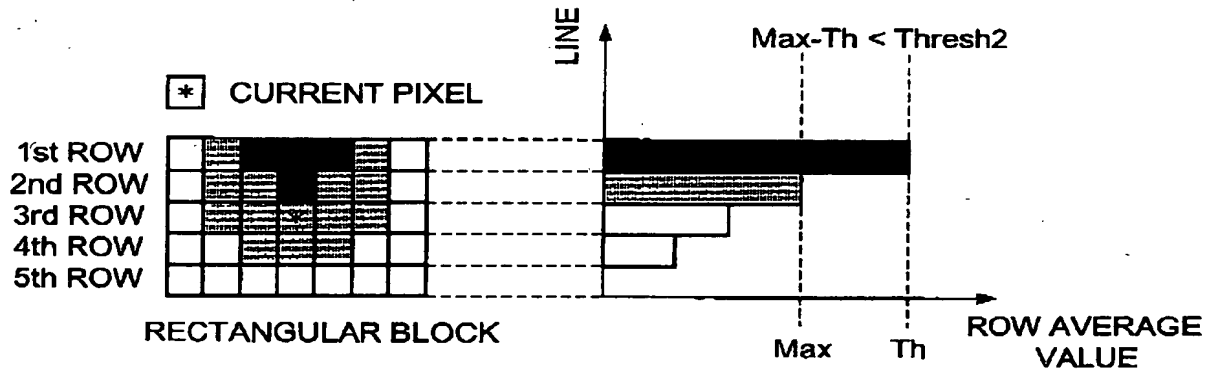 LINE
Max-Th < Thresh2
* CURRENT PIXEL
1st ROW
2nd ROW
3rd ROW
*
4th ROW
5th ROW
RECTANGULAR BLOCK
Max
Th
ROW AVERAGE
VALUE